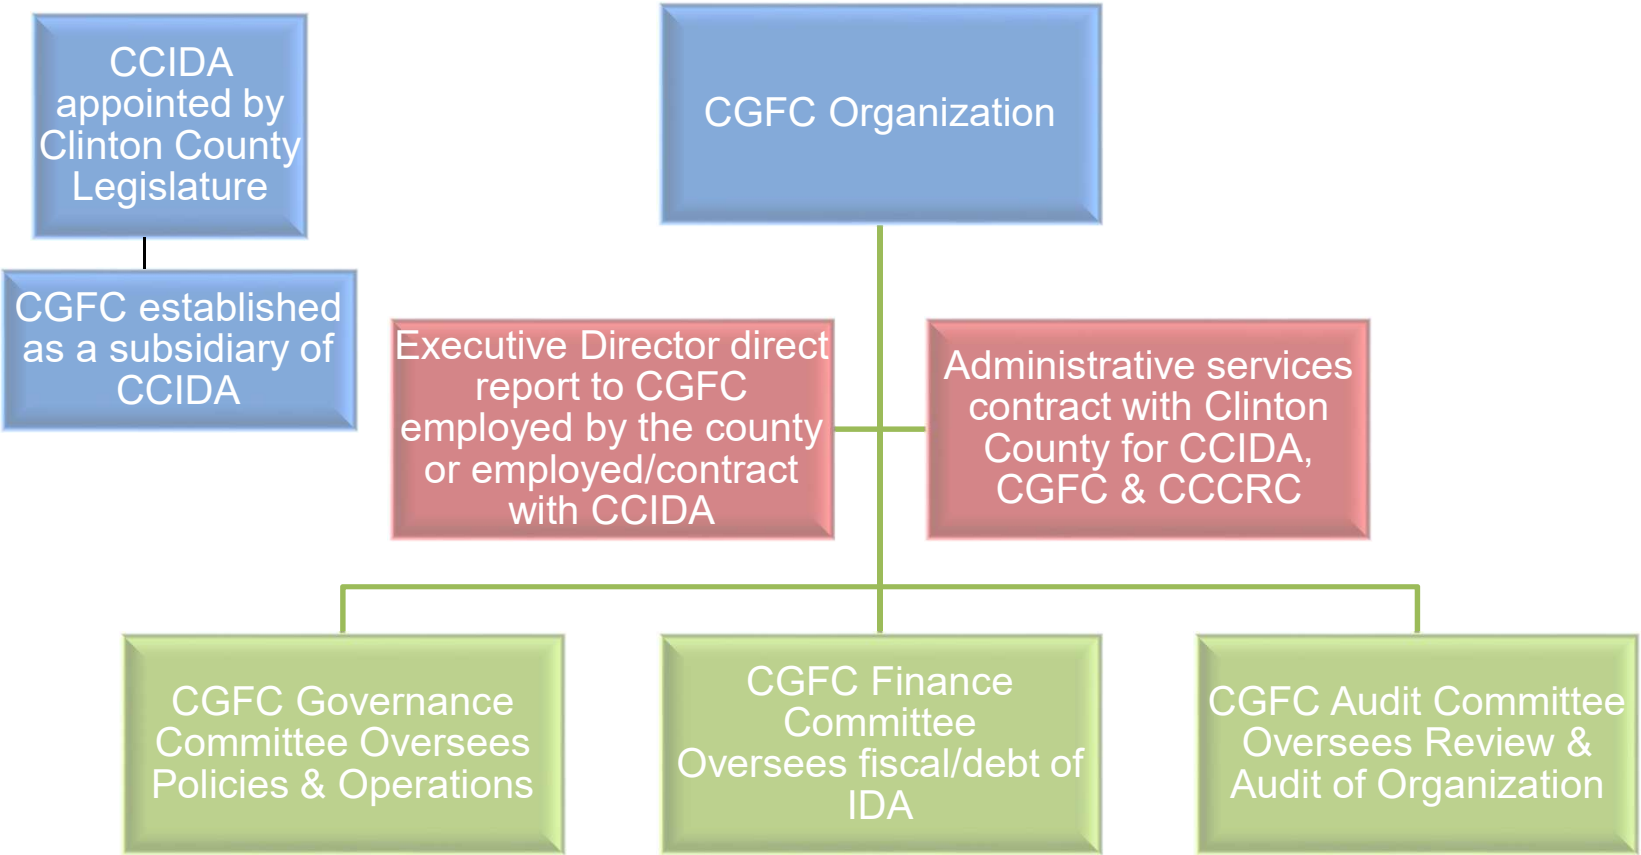 CCIDA
appointed by
Clinton County
Legislature
CGFC established
as a subsidiary of
CCIDA
CGFC Organization
Executive Director direct
report to CGFC
employed by the county
or employed/contract
with CCIDA
Administrative services
contract with Clinton
County for CCIDA,
CGFC & CCCRC
CGFC Governance
Committee Oversees
Policies & Operations
CGFC Finance
Committee
Oversees fiscal/debt of
IDA
CGFC Audit Committee
Oversees Review &
Audit of Organization